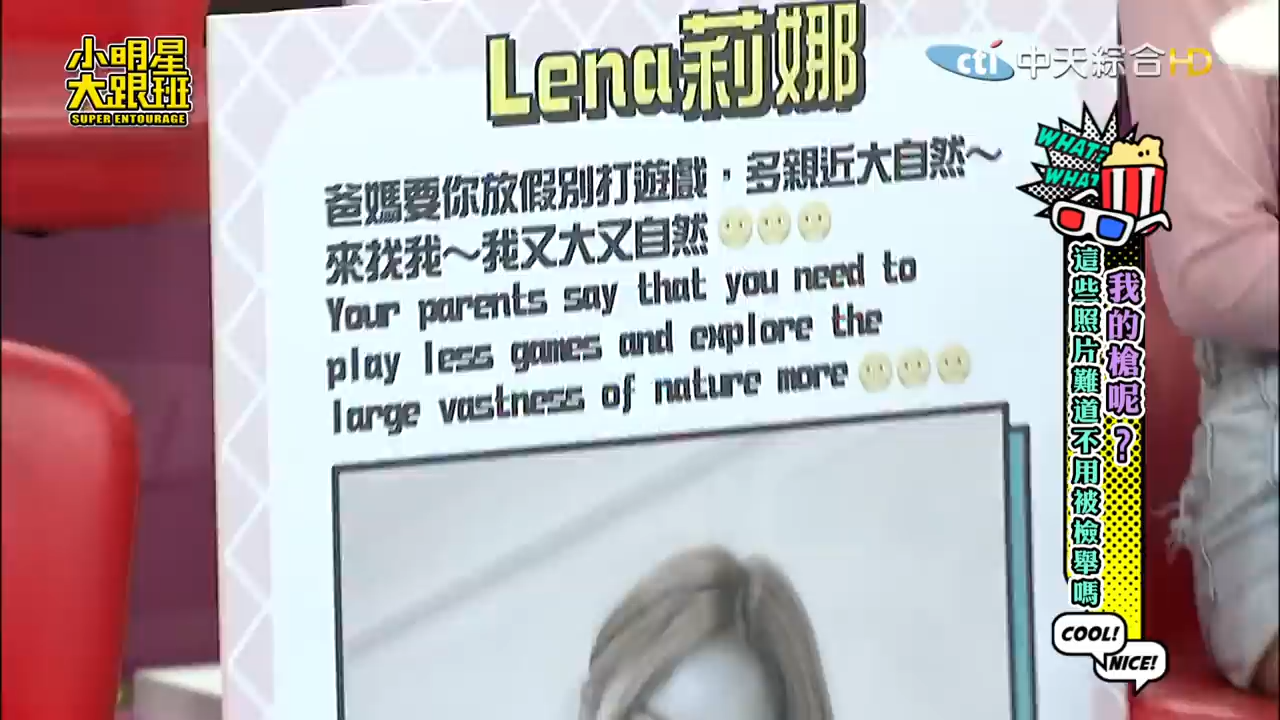 小明星
大跟班
SUPER ENTOURAGE
Lena莉娜
cti 中天綜合HD
爸媽要你放假別打遊戲，多親近大自然～
來找我～我又大又自然
Your parents say that you need to
play less games and explore the
large vastness of nature more
WHAT?
WHAT
我的槍呢？
這些照片難道不用被檢舉嗎
COOL!
NICE!